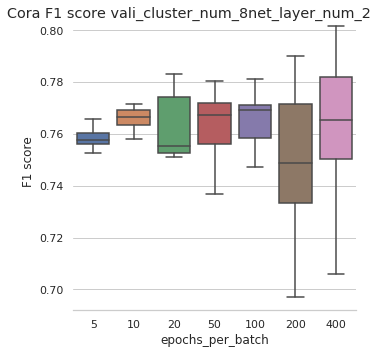 Cora F1 score vali_cluster_num_8net_layer_num_2
0.80
0.78
0.76
0.74
0.72
0.70
F1 score
5 10 20 50 100 200 400
epochs_per_batch